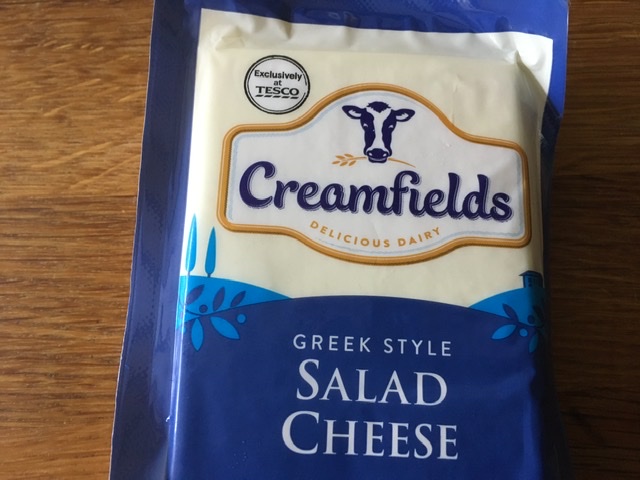 Exclusively
at
TESCO
Creamfields
DELICIOUS DAIRY
GREEK STYLE
SALAD
CHEESE